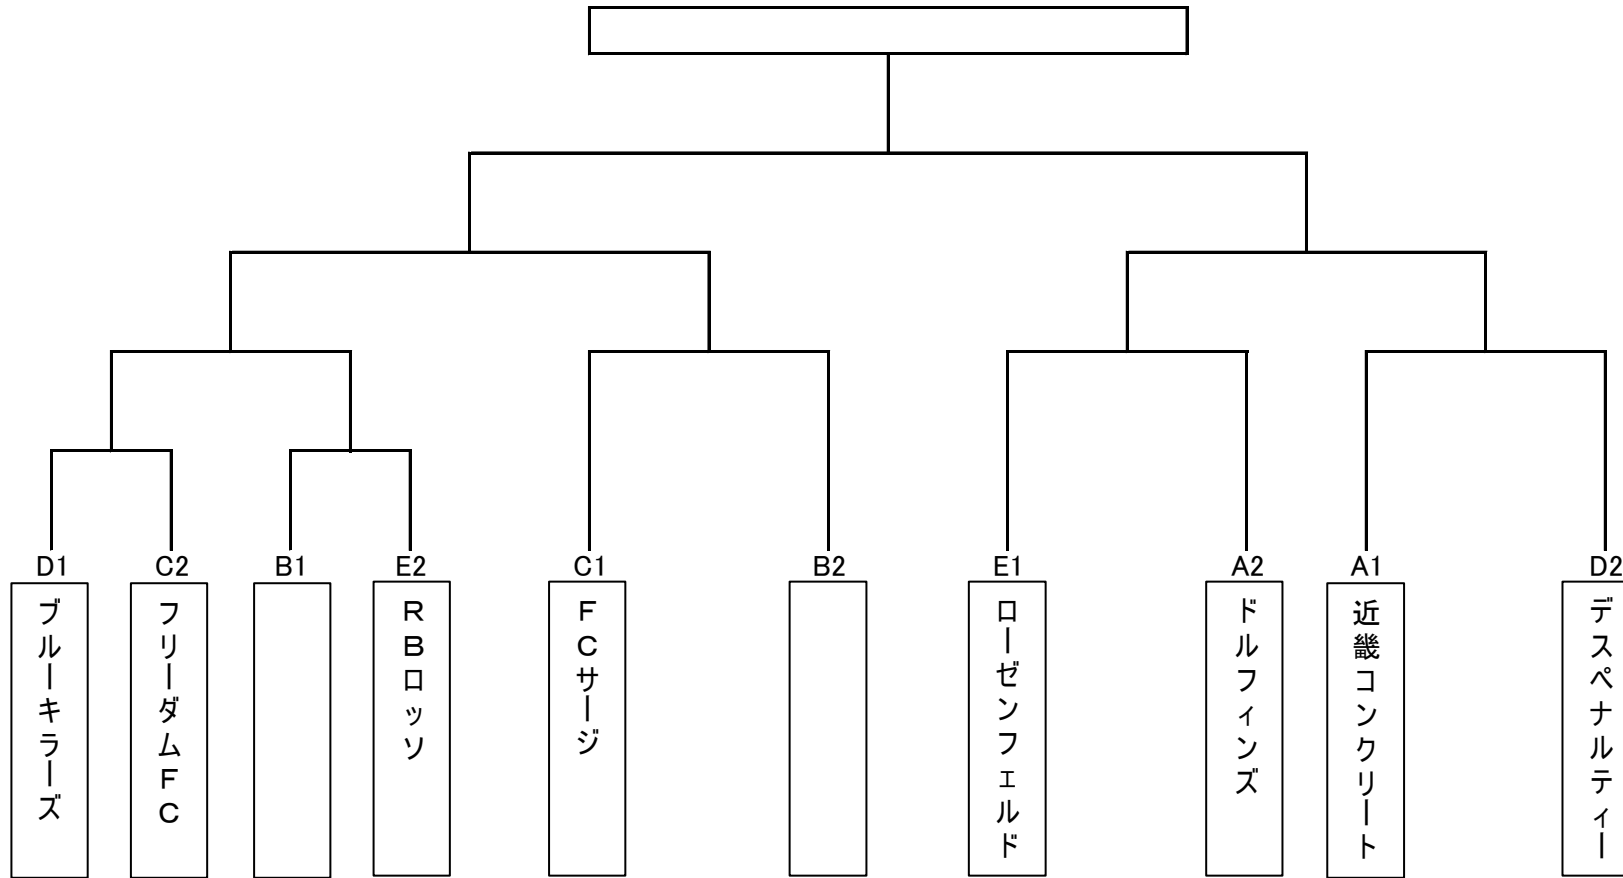 D1
C2
B1
E2
C1
B2
E1
A2
A1
D2
ブルーキラーズ
フリーダムFC
RBロッソ
FCサージ
ローゼンフェルド
ドルフィンズ
近畿コンクリート
デスペナルティー